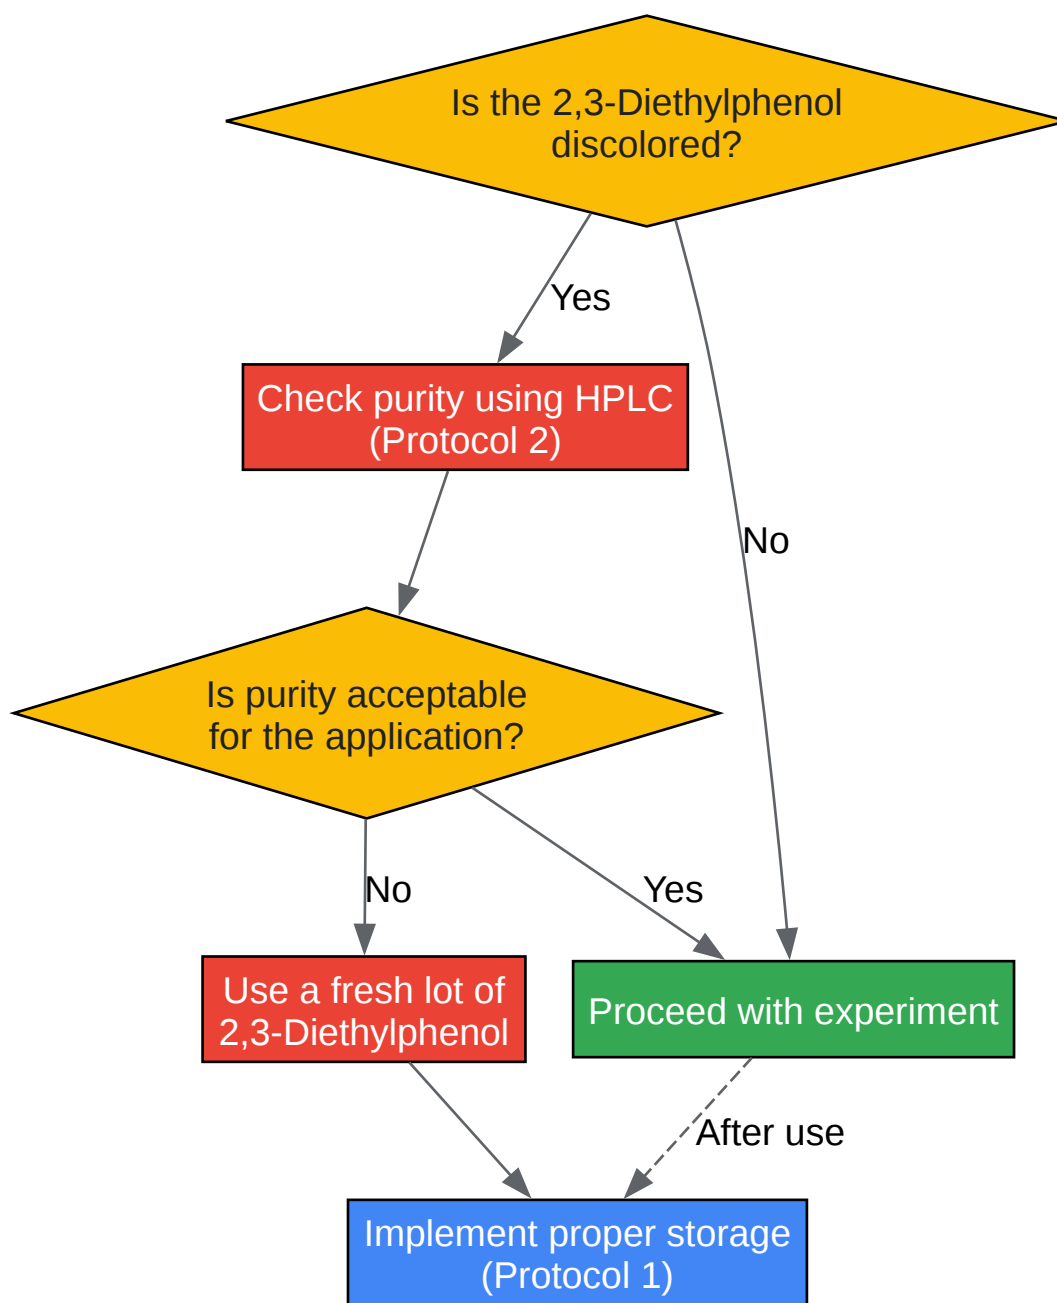 Is the 2,3-Diethylphenol
discolored?
Yes
Check purity using HPLC
(Protocol 2)
No
Is purity acceptable
for the application?
No
Yes
Use a fresh lot of
2,3-Diethylphenol
Proceed with experiment
After use
Implement proper storage
(Protocol 1)